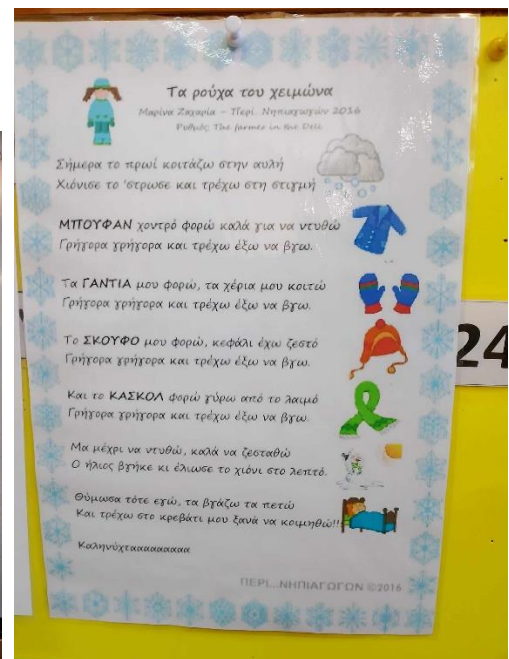 Τα ρούχα του χειμώνα
Μαρίνα Ζαχαρία – Περί.. Νηπιαγωγών 2016
Ρυθμός: The farmer in the Dell
Σήμερα το πρωί κοιτάζω στην αυλή
Χιόνισε το 'στρωσε και τρέχω στη στιγμή
ΜΠΟΥΦΑΝ χοντρό φορώ καλά για να ντυθώ
Γρήγορα γρήγορα και τρέχω έξω να βγω.
Τα ΓΑΝΤΙΑ μου φορώ, τα χέρια μου κοιτώ
Γρήγορα γρήγορα και τρέχω έξω να βγω.
Το ΣΚΟΥΦΟ μου φορώ, κεφάλι έχω ζεστό
Γρήγορα γρήγορα και τρέχω έξω να βγω.
24
Και το ΚΑΣΚΟΛ φορώ γύρω από το λαιμό
Γρήγορα γρήγορα και τρέχω έξω να βγω.
Μα μέχρι να ντυθώ, καλά να ζεσταθώ
Ο ήλιος βγήκε κι έλιωσε το χιόνι στο λεπτό.
Θύμωσα τότε εγώ, τα βγάζω τα πετώ
Και τρέχω στο κρεβάτι μου ξανά να κοιμηθώ!!
Καληνύχταααααααααα
ΠΕΡΙ...ΝΗΠΙΑΓΩΓΩΝ ©2016